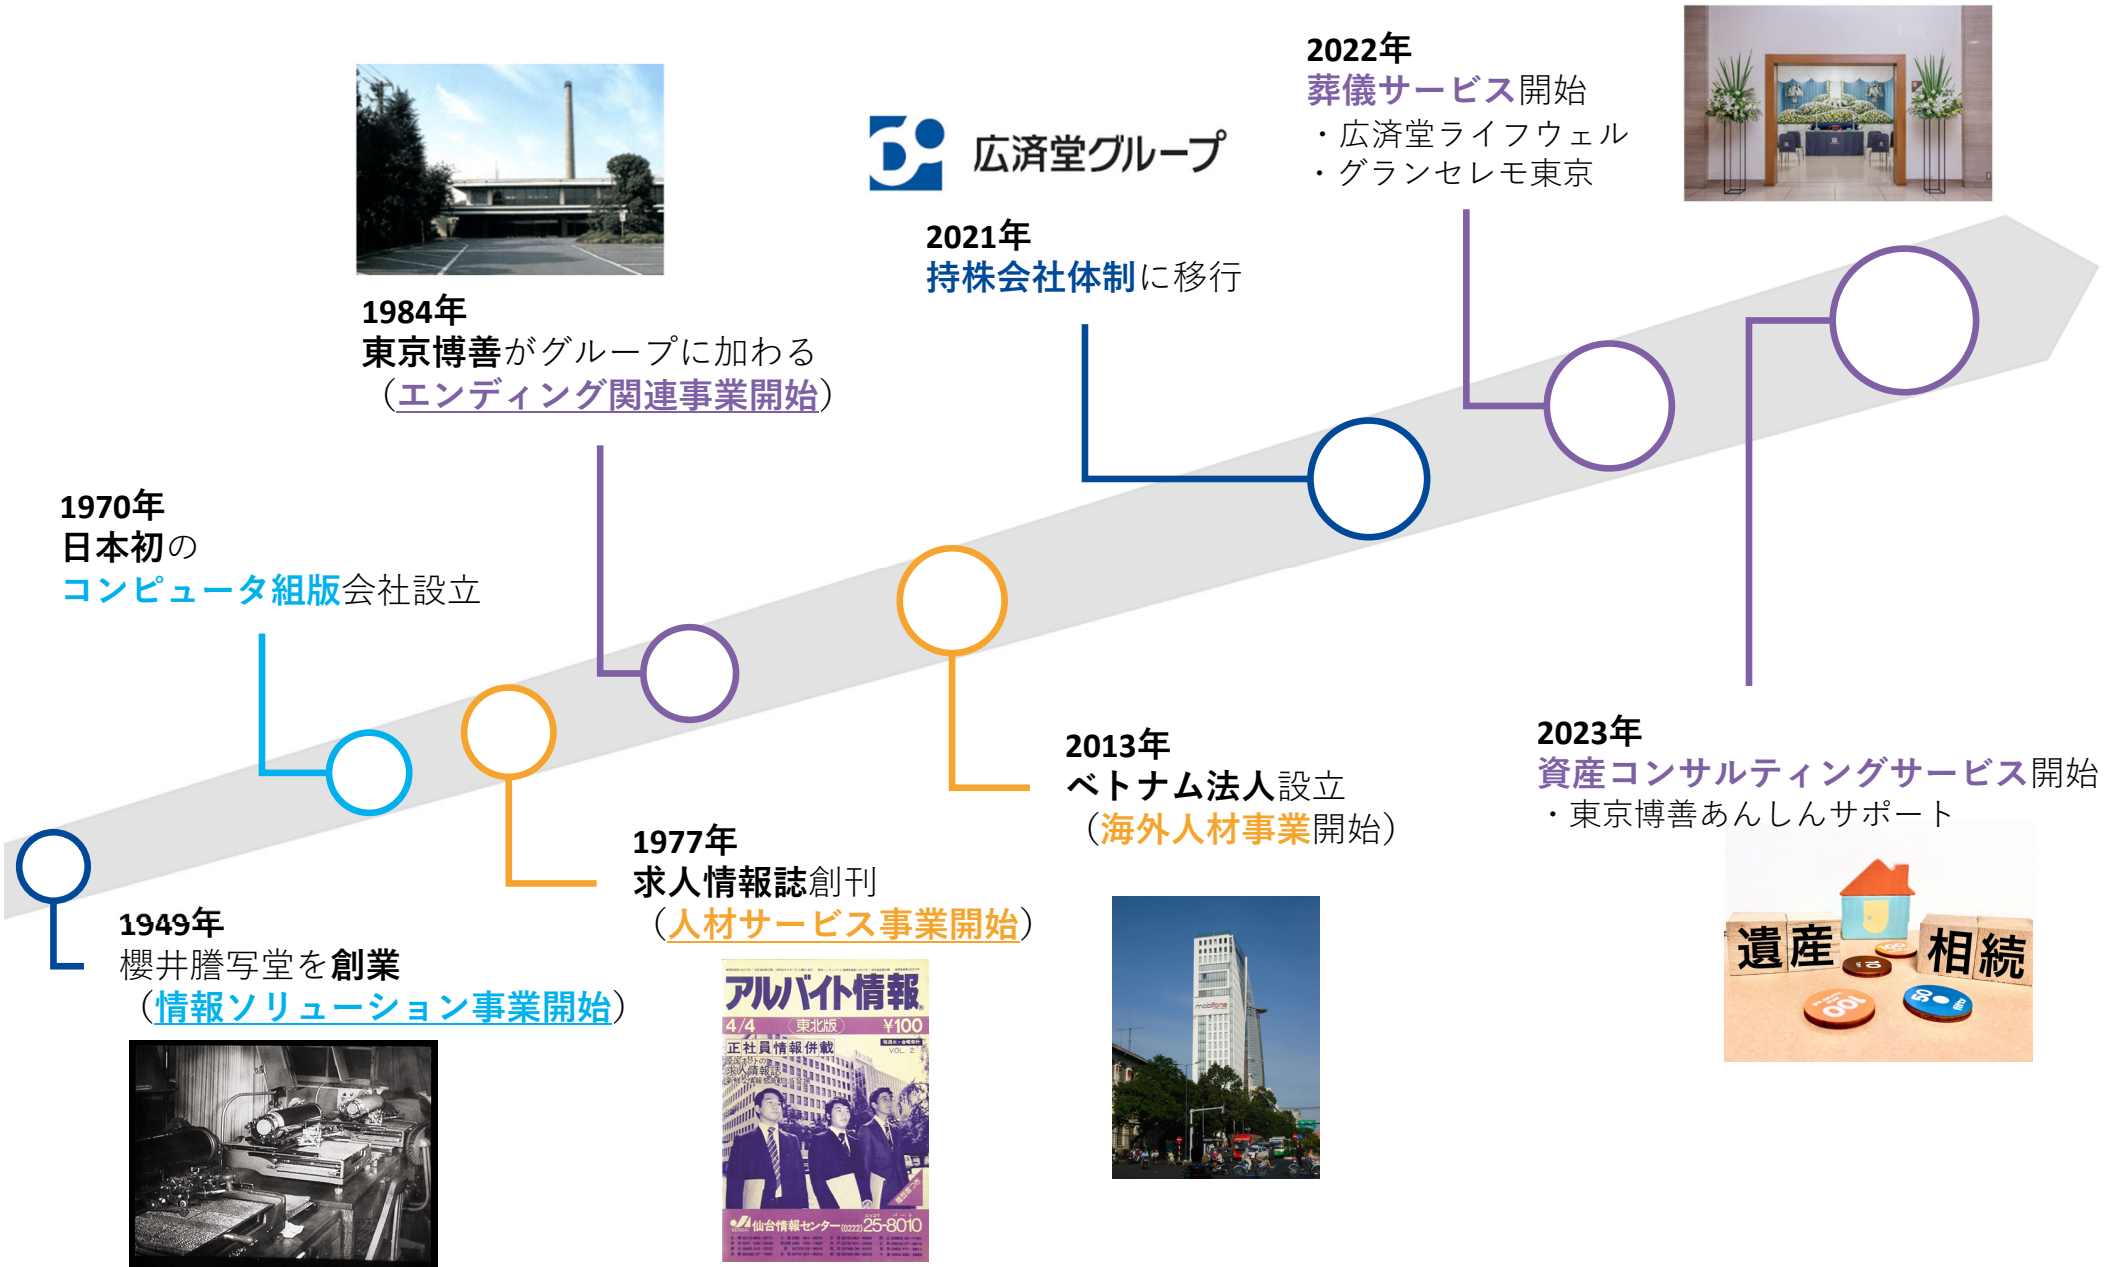 2022年
葬儀サービス開始
・広済堂ライフウェル
・グランセレモ東京
広済堂グループ
2021年
持株会社体制に移行
1984年
東京博善がグループに加わる
（エンディング関連事業開始）
1970年
日本初の
コンピュータ組版会社設立
2013年
ベトナム法人設立
（海外人材事業開始）
2023年
資産コンサルティングサービス開始
・東京博善あんしんサポート
1977年
求人情報誌創刊
（人材サービス事業開始）
1949年
櫻井謄写堂を創業
（情報ソリューション事業開始）
アルバイト情報
4/4 東北版 ¥100
正社員情報併載
VOL. 2
求人情報誌
仙台情報センター(0222)25-8010
mobifone
遺産
相続
100
50